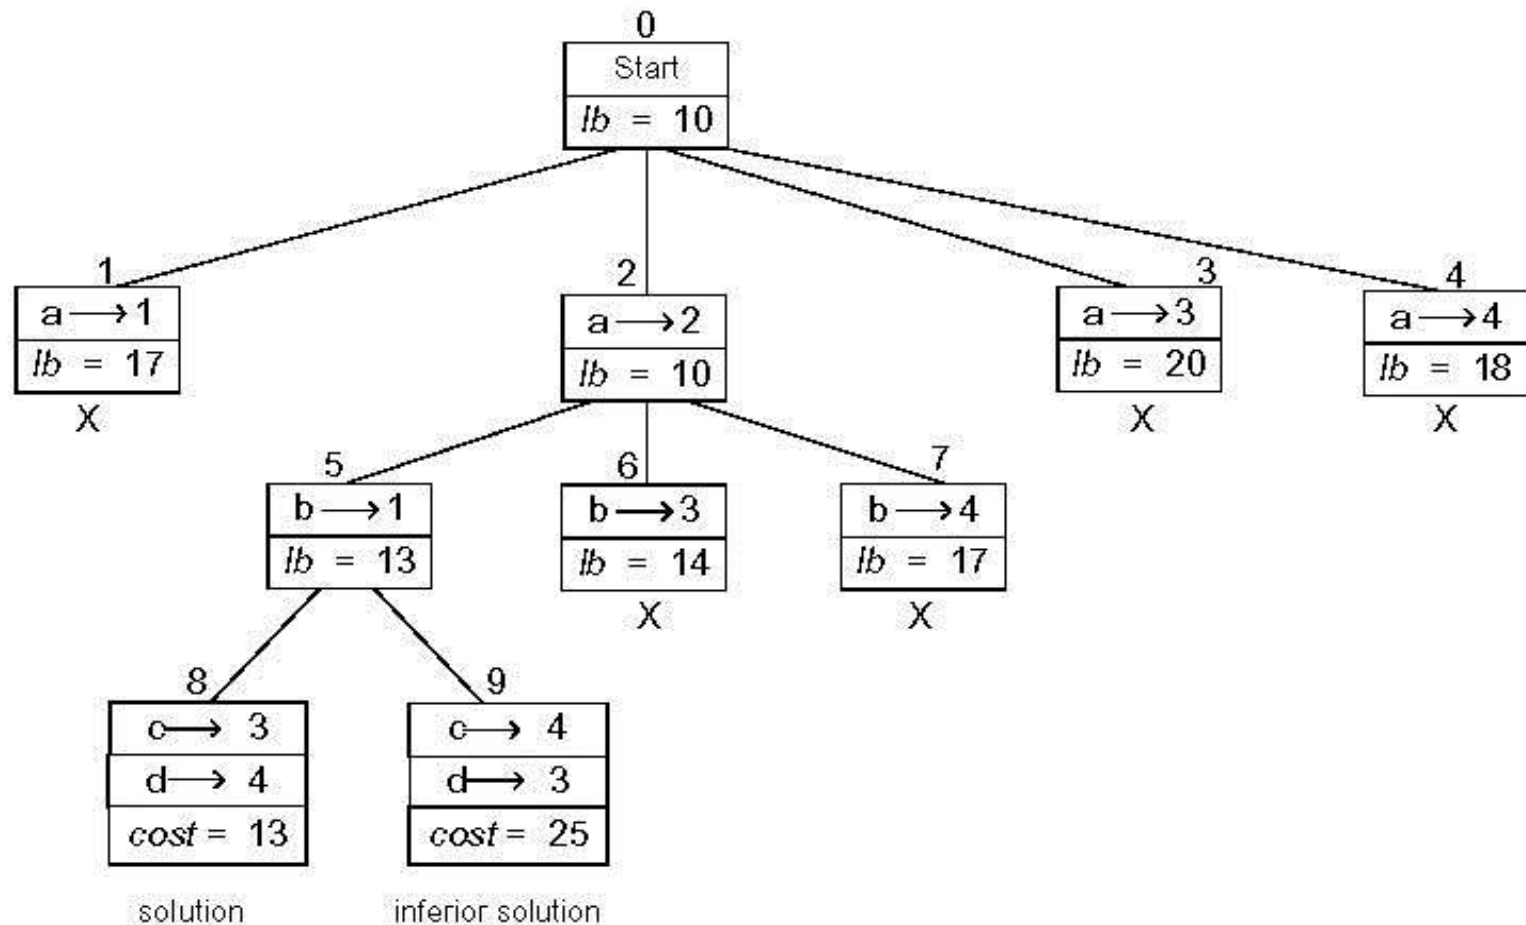 0
Start
lb = 10
1
2
3
4
a → 1
a → 2
a → 3
a → 4
lb = 17
lb = 10
lb = 20
lb = 18
X
X
X
5
6
7
b → 1
b → 3
b → 4
lb = 13
lb = 14
lb = 17
X
X
8
9
c → 3
c → 4
d → 4
d → 3
cost = 13
cost = 25
solution
inferior solution